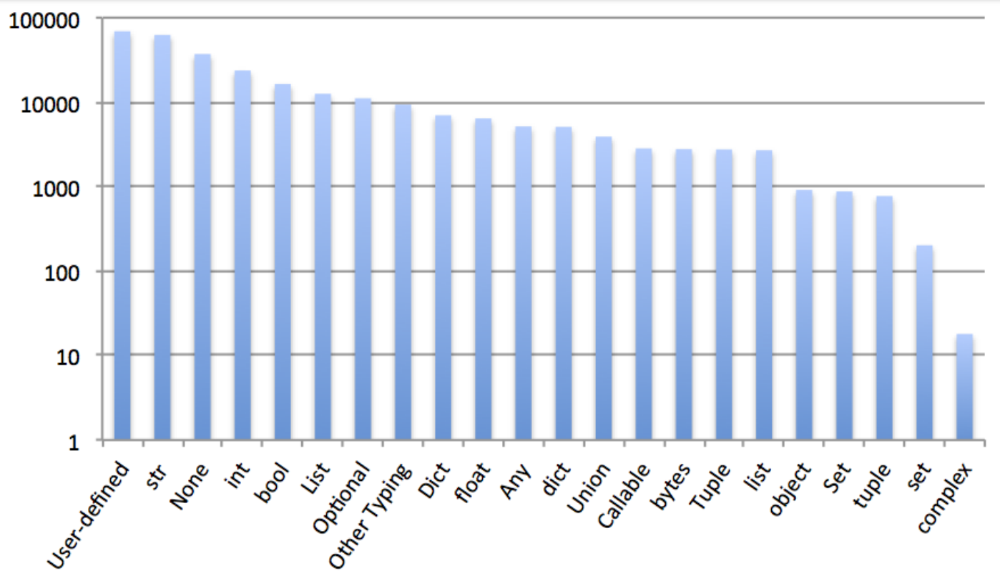 100000
10000
1000
100
10
1
User-defined
str
None
int
bool
List
Optional
Other Typing
Dict
float
Any
dict
Union
Callable
bytes
Tuple
list
object
Set
tuple
set
complex